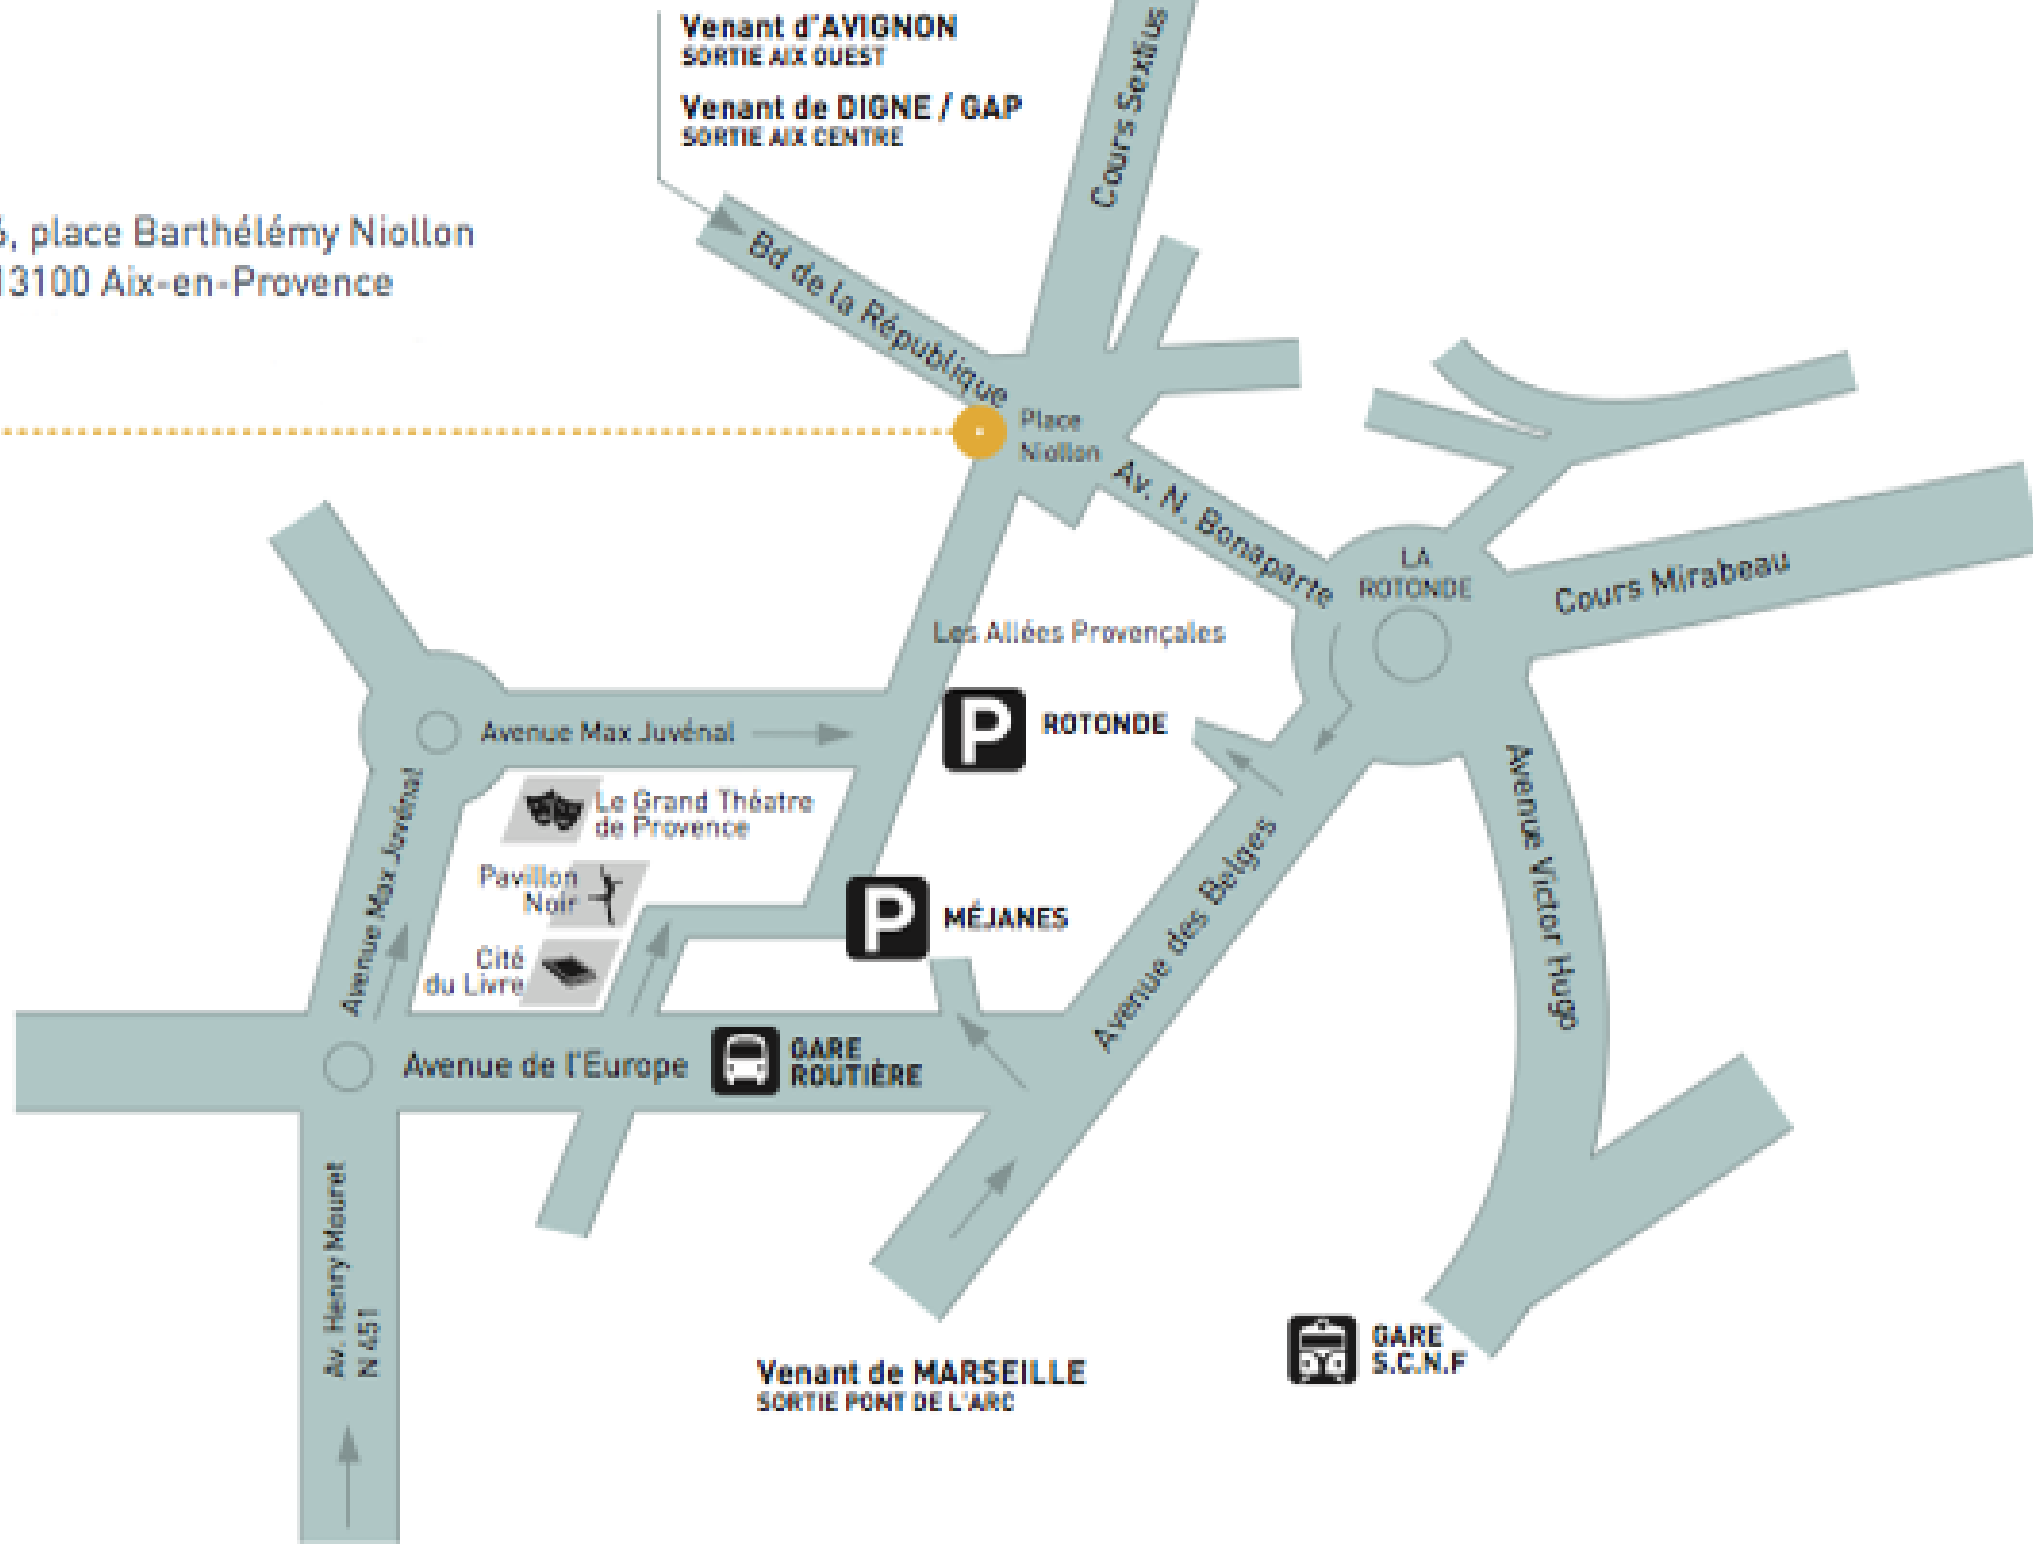 Venant d'AVIGNON
SORTIE AIX OUEST
Venant de DIGNE / GAP
SORTIE AIX CENTRE
Cours Sextius
6, place Barthélémy Niollon
13100 Aix-en-Provence
Bd de la République
Place
Niollon
Av. N. Bonaparte
LA
ROTONDE
Cours Mirabeau
Les Allées Provençales
P ROTONDE
Avenue Max Juvénal
Avenue Max Juvénal
Le Grand Théatre
de Provence
Pavillon
Noir
Cité
du Livre
P MÉJANES
Avenue des Belges
Avenue Victor Hugo
Avenue de l'Europe
GARE
ROUTIÈRE
Av. Henry Mouret
N 451
Venant de MARSEILLE
SORTIE PONT DE L'ARC
GARE
S.C.N.F